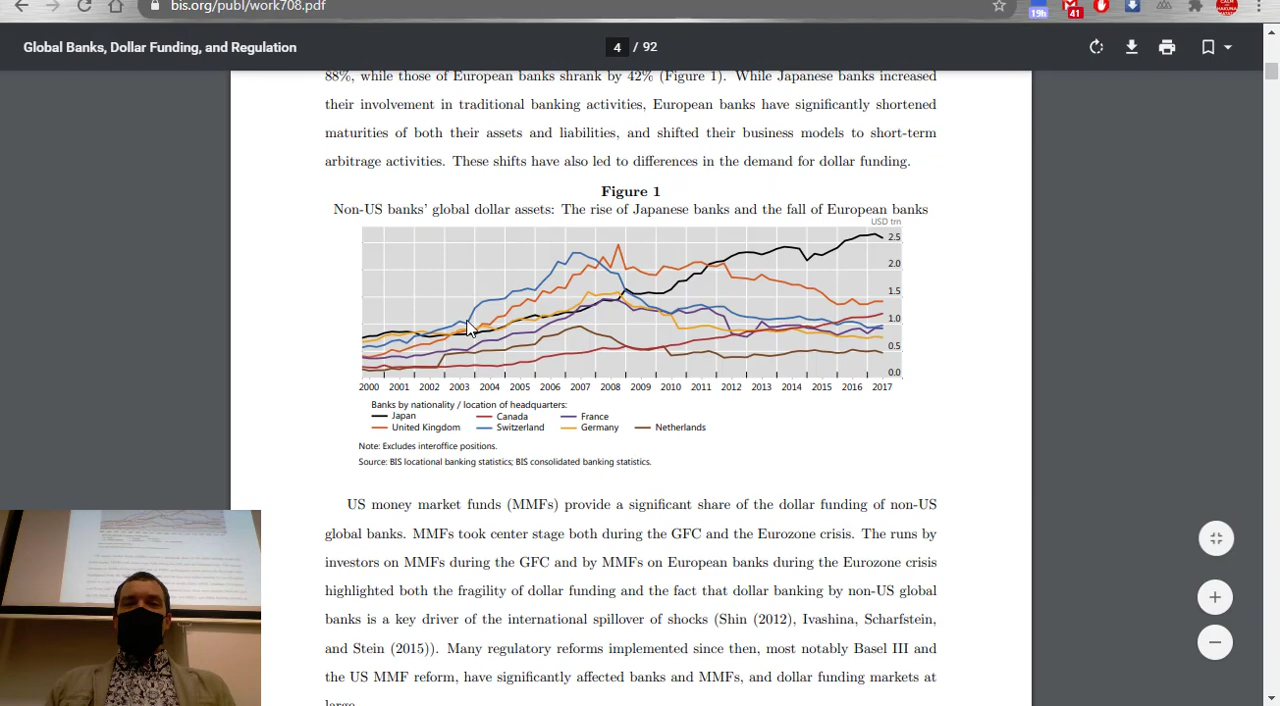 bis.org/publ/work708.pdf
19h
41
Global Banks, Dollar Funding, and Regulation
4 / 92
88%, while those of European banks shrank by 42% (Figure 1). While Japanese banks increased
their involvement in traditional banking activities, European banks have significantly shortened
maturities of both their assets and liabilities, and shifted their business models to short-term
arbitrage activities. These shifts have also led to differences in the demand for dollar funding.
Figure 1
Non-US banks' global dollar assets: The rise of Japanese banks and the fall of European banks
USD trn
2.5
2.0
1.5
1.0
0.5
0.0
2000 2001 2002 2003 2004 2005 2006 2007 2008 2009 2010 2011 2012 2013 2014 2015 2016 2017
Banks by nationality / location of headquarters:
Japan Canada France
United Kingdom Switzerland Germany Netherlands
Note: Excludes interoffice positions.
Source: BIS locational banking statistics; BIS consolidated banking statistics.
US money market funds (MMFs) provide a significant share of the dollar funding of non-US
global banks. MMFs took center stage both during the GFC and the Eurozone crisis. The runs by
investors on MMFs during the GFC and by MMFs on European banks during the Eurozone crisis
highlighted both the fragility of dollar funding and the fact that dollar banking by non-US global
banks is a key driver of the international spillover of shocks (Shin (2012), Ivashina, Scharfstein,
and Stein (2015)). Many regulatory reforms implemented since then, most notably Basel III and
the US MMF reform, have significantly affected banks and MMFs, and dollar funding markets at
large.